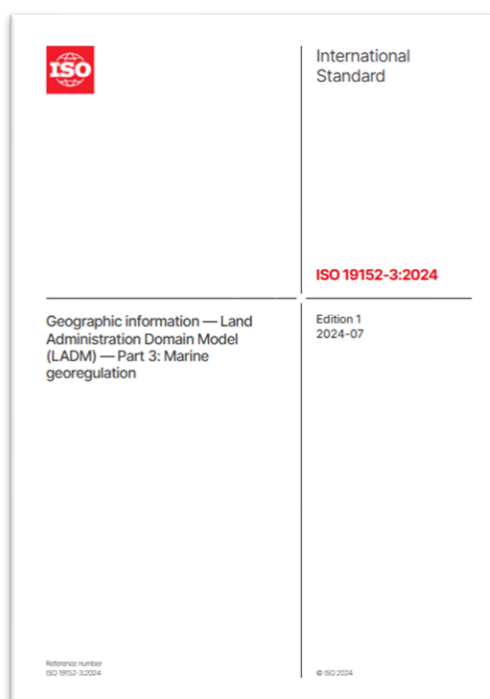 ISO
International
Standard
ISO 19152-3:2024
Geographic information — Land
Administration Domain Model
(LADM) — Part 3: Marine
georegulation
Edition 1
2024-07
Reference number
ISO 19152-3:2024
© ISO 2024